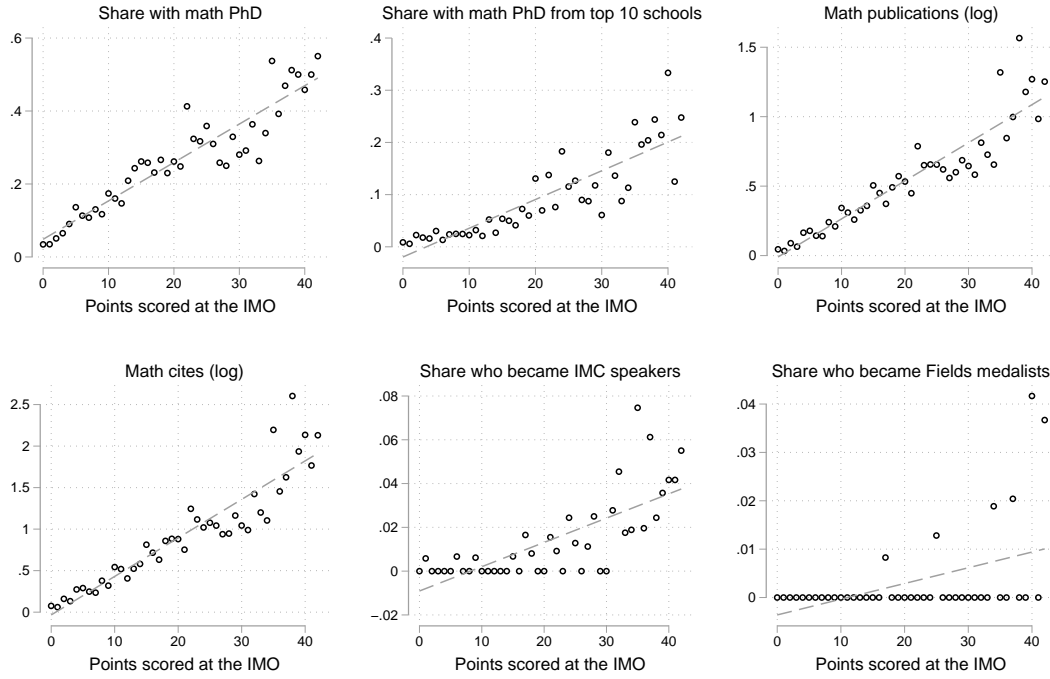 Share with math PhD
.6
.4
.2
0
0 10 20 30 40
Points scored at the IMO
Share with math PhD from top 10 schools
.4
.3
.2
.1
0
0 10 20 30 40
Points scored at the IMO
Math publications (log)
1.5
1
.5
0
0 10 20 30 40
Points scored at the IMO
Math cites (log)
2.5
2
1.5
1
.5
0
0 10 20 30 40
Points scored at the IMO
Share who became IMC speakers
.08
.06
.04
.02
0
−.02
0 10 20 30 40
Points scored at the IMO
Share who became Fields medalists
.04
.03
.02
.01
0
0 10 20 30 40
Points scored at the IMO